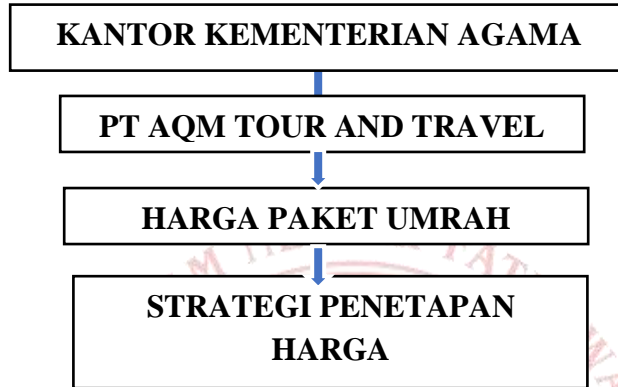 KANTOR KEMENTERIAN AGAMA
PT AQM TOUR AND TRAVEL
HARGA PAKET UMRAH
STRATEGI PENETAPAN
HARGA